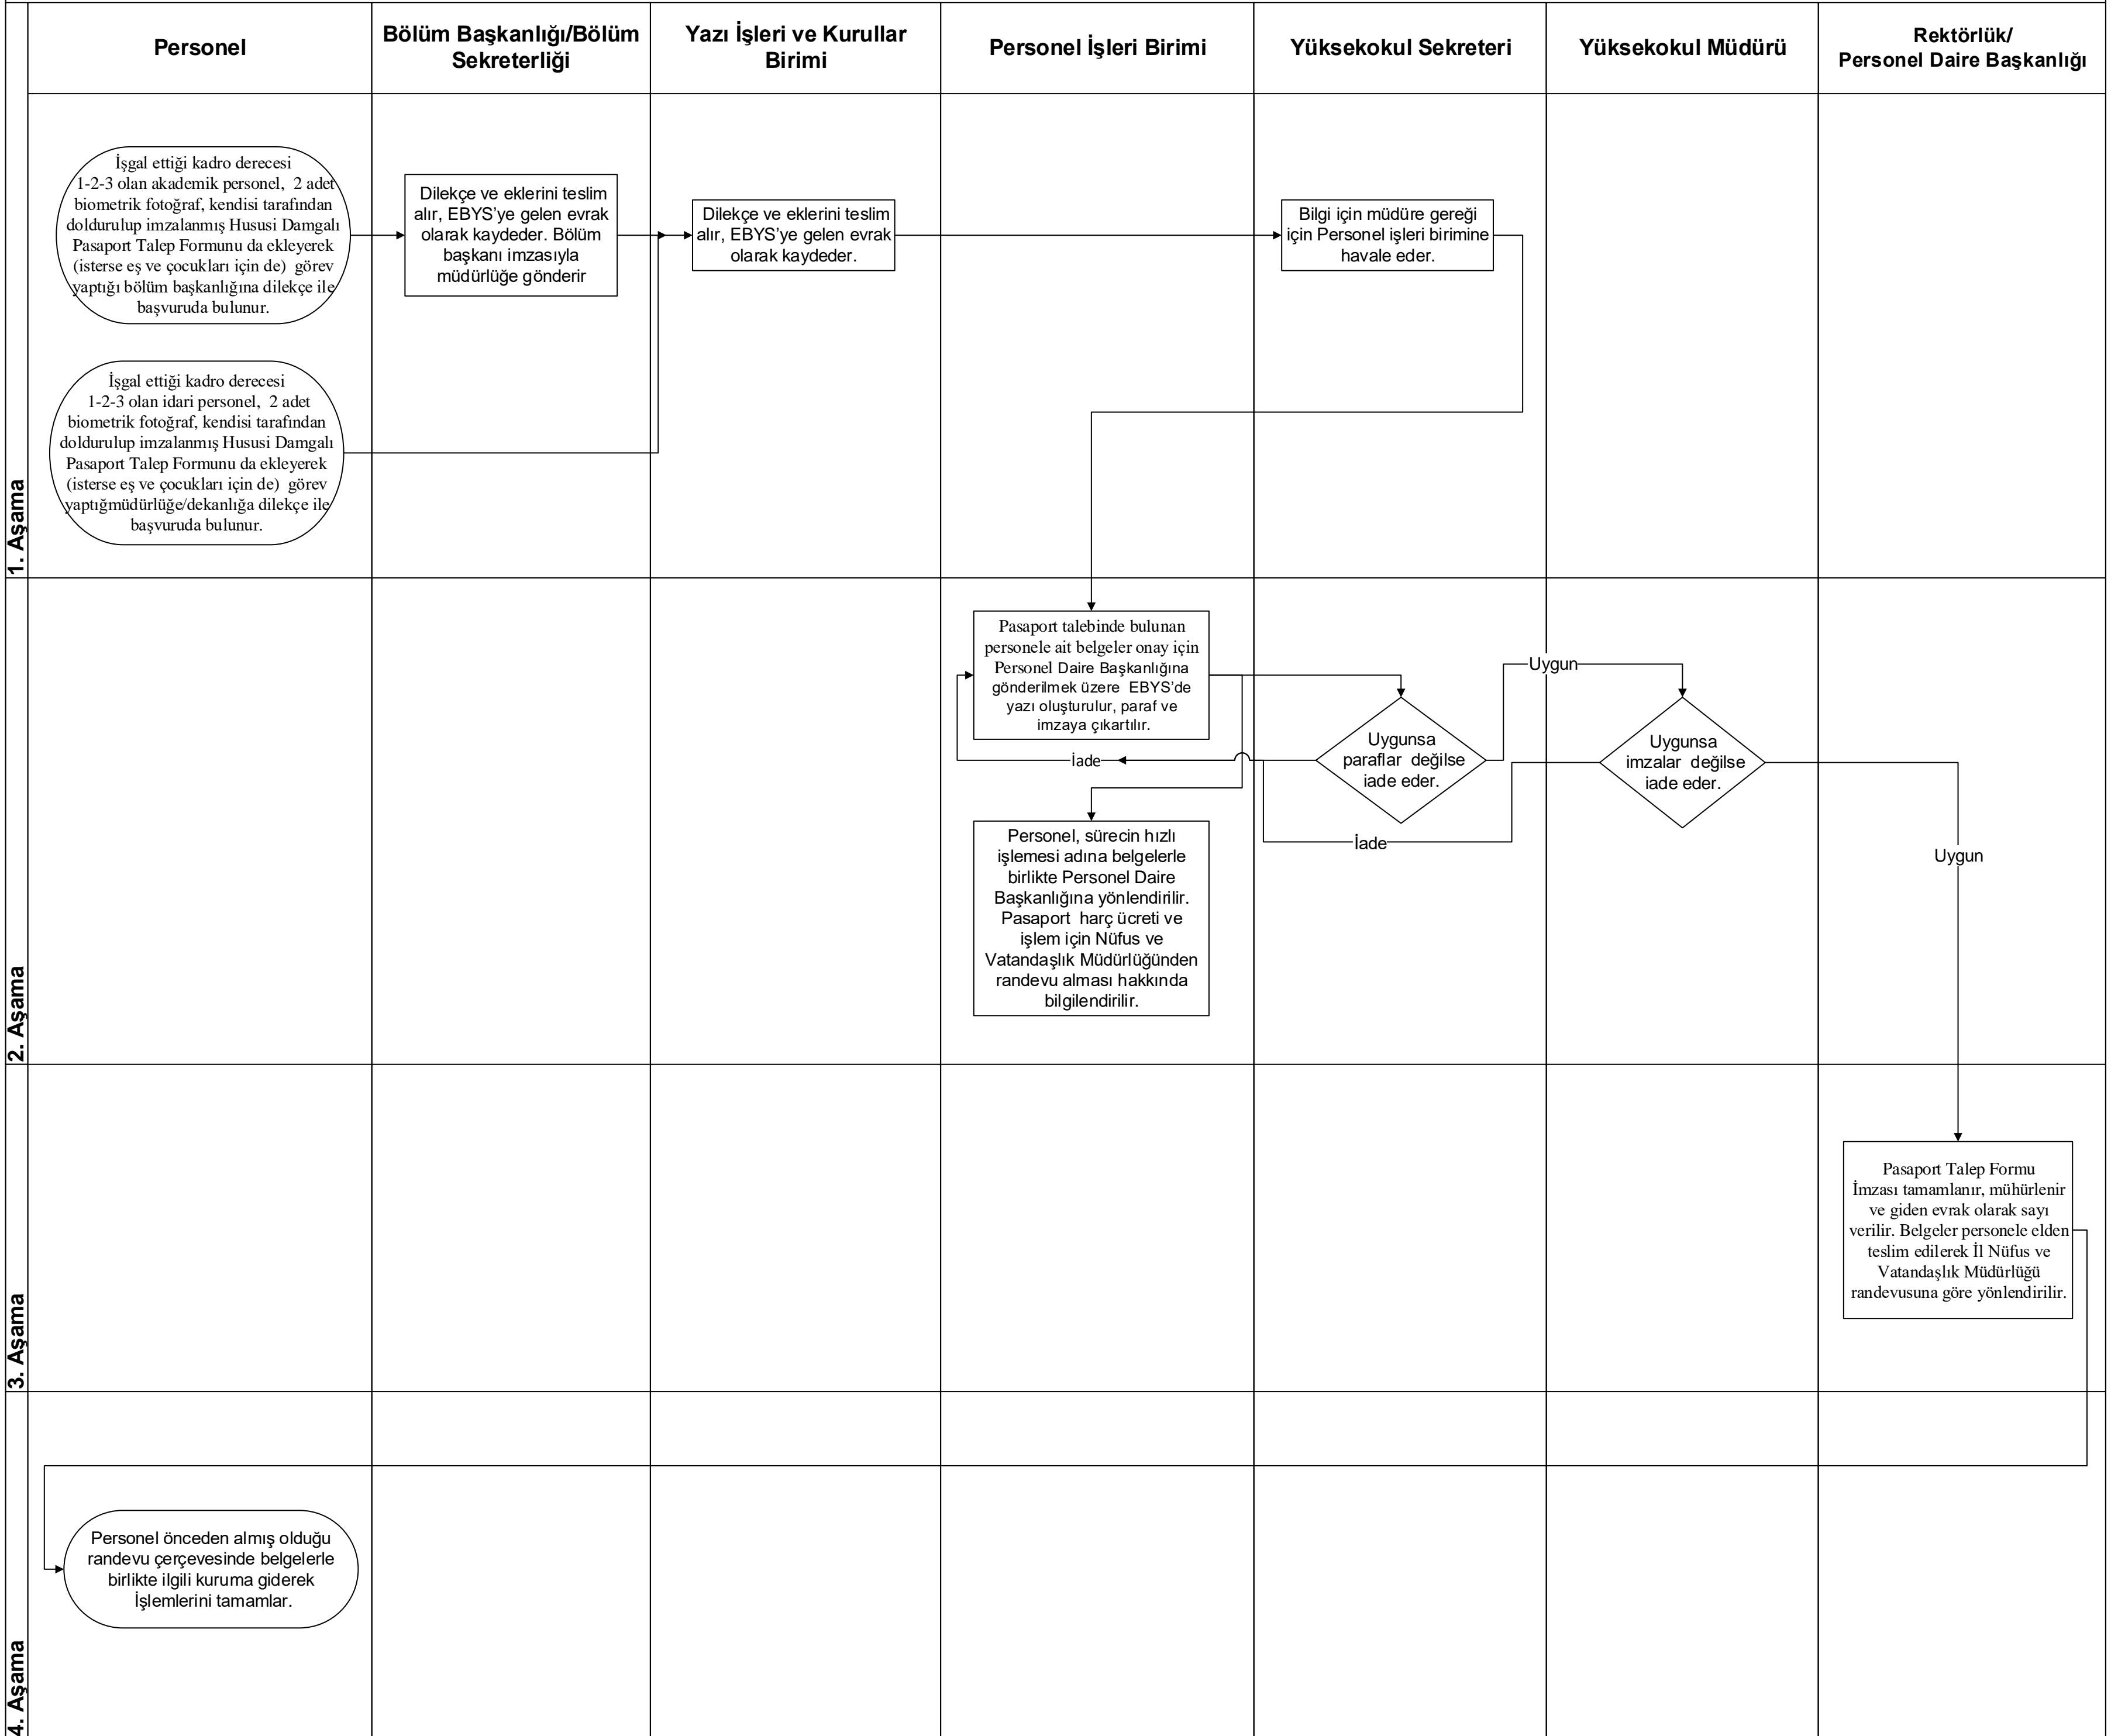 Personel
Bölüm Başkanlığı/Bölüm
Sekreterliği
Yazı İşleri ve Kurullar
Birimi
Personel İşleri Birimi
Yüksekokul Sekreteri
Yüksekokul Müdürü
Rektörlük/
Personel Daire Başkanlığı
1. Aşama
İşgal ettiği kadro derecesi
1-2-3 olan akademik personel, 2 adet
biometrik fotoğraf, kendisi tarafından
doldurulup imzalanmış Hususi Damgalı
Pasaport Talep Formunu da ekleyerek
(isterse eş ve çocukları için de) görev
yaptığı bölüm başkanlığına dilekçe ile
başvuruda bulunur.
Dilekçe ve eklerini teslim
alır, EBYS’ye gelen evrak
olarak kaydeder. Bölüm
başkanı imzasıyla
müdürlüğe gönderir
Dilekçe ve eklerini teslim
alır, EBYS’ye gelen evrak
olarak kaydeder.
Bilgi için müdüre gereği
için Personel işleri birimine
havale eder.
İşgal ettiği kadro derecesi
1-2-3 olan idari personel, 2 adet
biometrik fotoğraf, kendisi tarafından
doldurulup imzalanmış Hususi Damgalı
Pasaport Talep Formunu da ekleyerek
(isterse eş ve çocukları için de) görev
yaptığmüdürlüğe/dekanlığa dilekçe ile
başvuruda bulunur.
2. Aşama
Pasaport talebinde bulunan
personele ait belgeler onay için
Personel Daire Başkanlığına
gönderilmek üzere EBYS’de
yazı oluşturulur, paraf ve
imzaya çıkartılır.
Uygun
Uygunsa
paraflar değilse
iade eder.
Uygunsa
imzalar değilse
iade eder.
İade
İade
Uygun
Personel, sürecin hızlı
işlemesi adına belgelerle
birlikte Personel Daire
Başkanlığına yönlendirilir.
Pasaport harç ücreti ve
işlem için Nüfus ve
Vatandaşlık Müdürlüğünden
randevu alması hakkında
bilgilendirilir.
3. Aşama
Pasaport Talep Formu
İmzası tamamlanır, mühürlenir
ve giden evrak olarak sayı
verilir. Belgeler personele elden
teslim edilerek İl Nüfus ve
Vatandaşlık Müdürlüğü
randevusuna göre yönlendirilir.
4. Aşama
Personel önceden almış olduğu
randevu çerçevesinde belgelerle
birlikte ilgili kuruma giderek
İşlemlerini tamamlar.